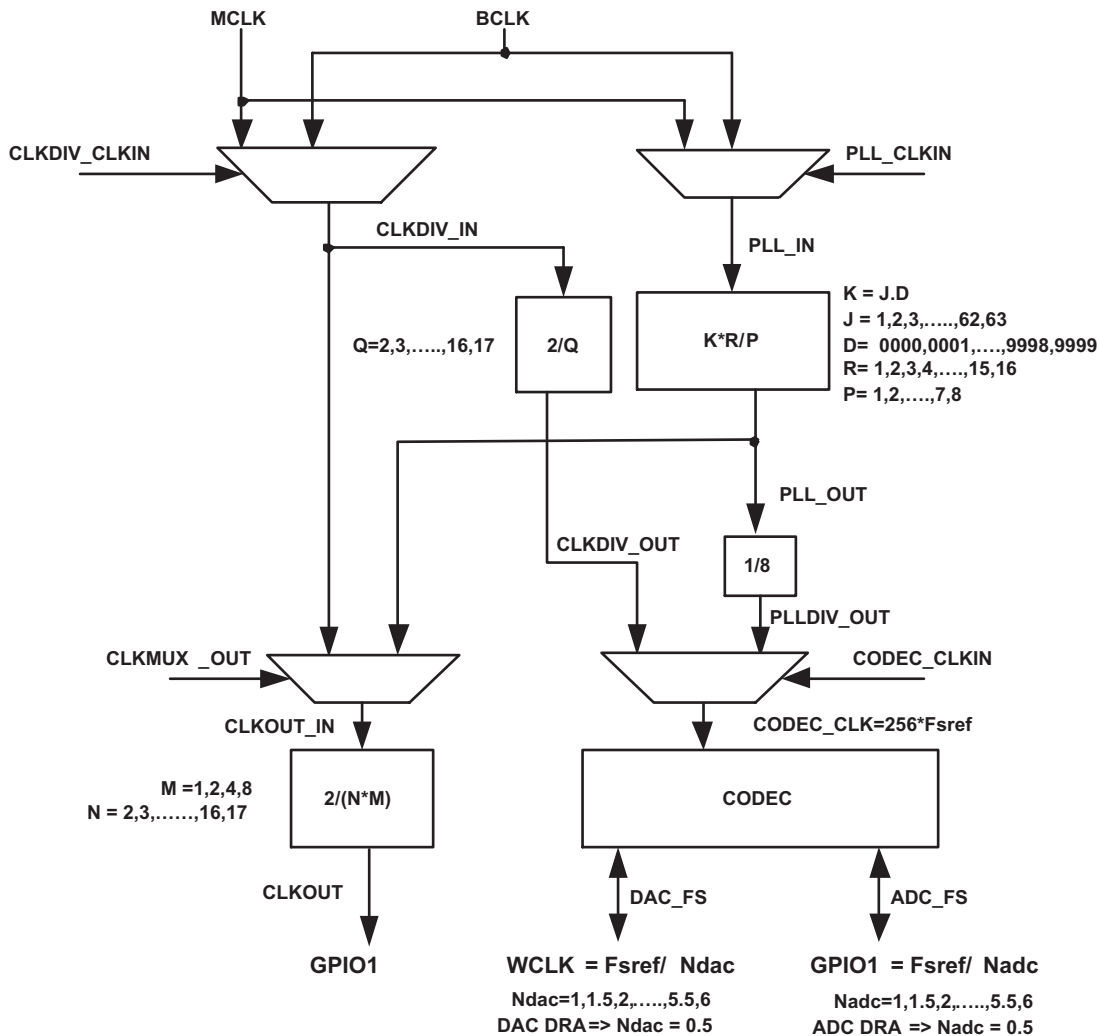 MCLK
BCLK
CLKDIV_CLKIN
PLL_CLKIN
CLKDIV_IN
PLL_IN
Q=2,3,…..,16,17
2/Q
K*R/P
K = J.D
J = 1,2,3,…..,62,63
D= 0000,0001,….,9998,9999
R= 1,2,3,4,….,15,16
P= 1,2,….,7,8
PLL_OUT
CLKDIV_OUT
1/8
PLLDIV_OUT
CLKMUX _OUT
CODEC_CLKIN
CLKOUT_IN
CODEC_CLK=256*Fsref
M =1,2,4,8
N = 2,3,……,16,17
2/(N*M)
CODEC
CLKOUT
DAC_FS
ADC_FS
GPIO1
WCLK = Fsref/ Ndac
GPIO1 = Fsref/ Nadc
Ndac=1,1.5,2,…..,5.5,6
DAC DRA => Ndac = 0.5
Nadc=1,1.5,2,…..,5.5,6
ADC DRA => Nadc = 0.5